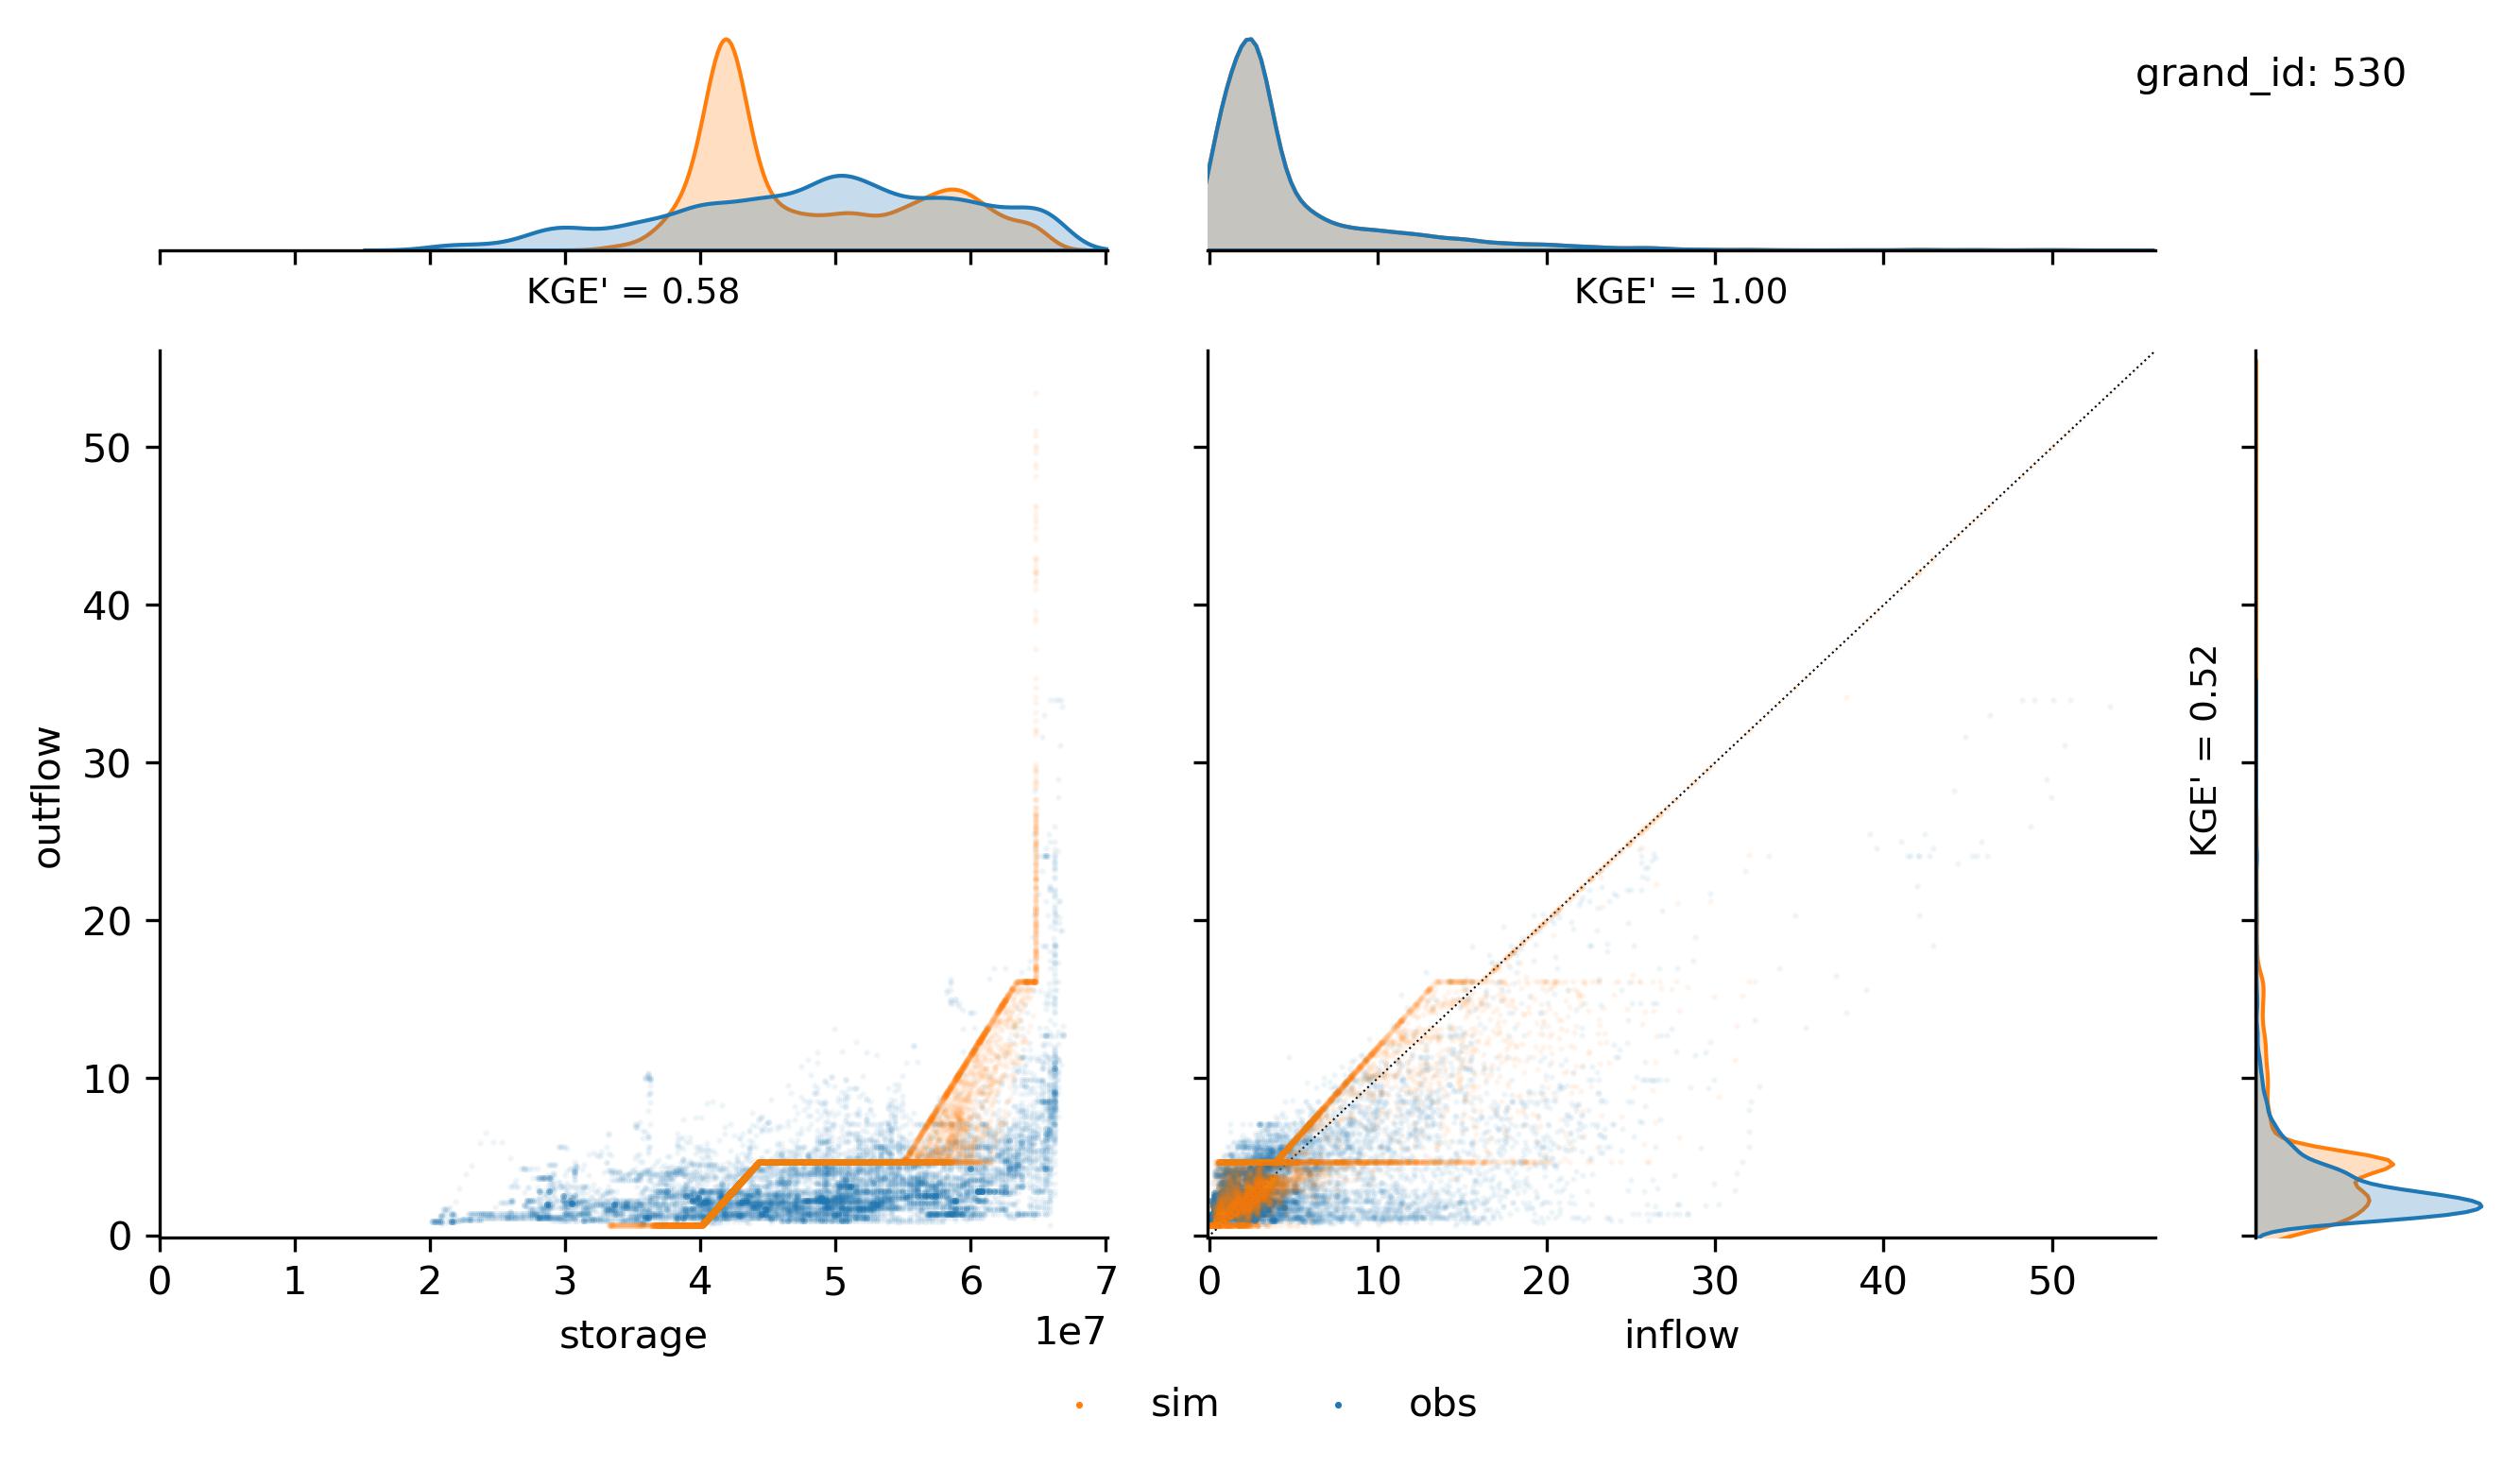 grand_id: 530
KGE' = 0.58
KGE' = 1.00
outflow
50
40
30
20
10
0
0 1 2 3 4 5 6 7
storage
1e7
0 10 20 30 40 50
inflow
KGE' = 0.52
sim obs